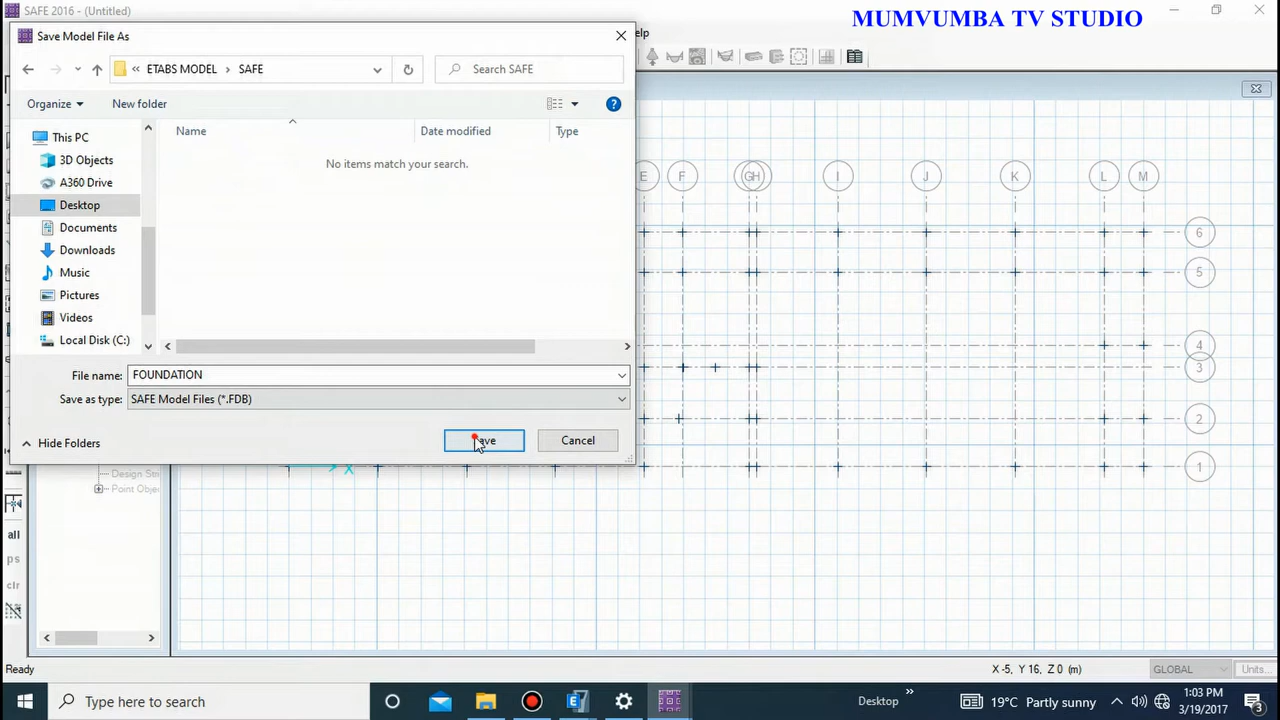 SAFE 2016 - (Untitled)
MUMVUMBA TV STUDIO
Save Model File As
elp
« ETABS MODEL › SAFE
Search SAFE
Organize
New folder
Name
Date modified
Type
No items match your search.
This PC
3D Objects
A360 Drive
Desktop
Documents
Downloads
Music
Pictures
Videos
Local Disk (C:)
E
F
G
H
I
J
K
L
M
6
5
4
3
2
1
File name:
FOUNDATION
Save as type:
SAFE Model Files (*.FDB)
Hide Folders
Save
Cancel
X
Design Stri
Point Objec
all
ps
clr
Ready
X -5, Y 16, Z 0 (m)
GLOBAL
Units...
Type here to search
Desktop
19°C Partly sunny
1:03 PM
3/19/2017
3